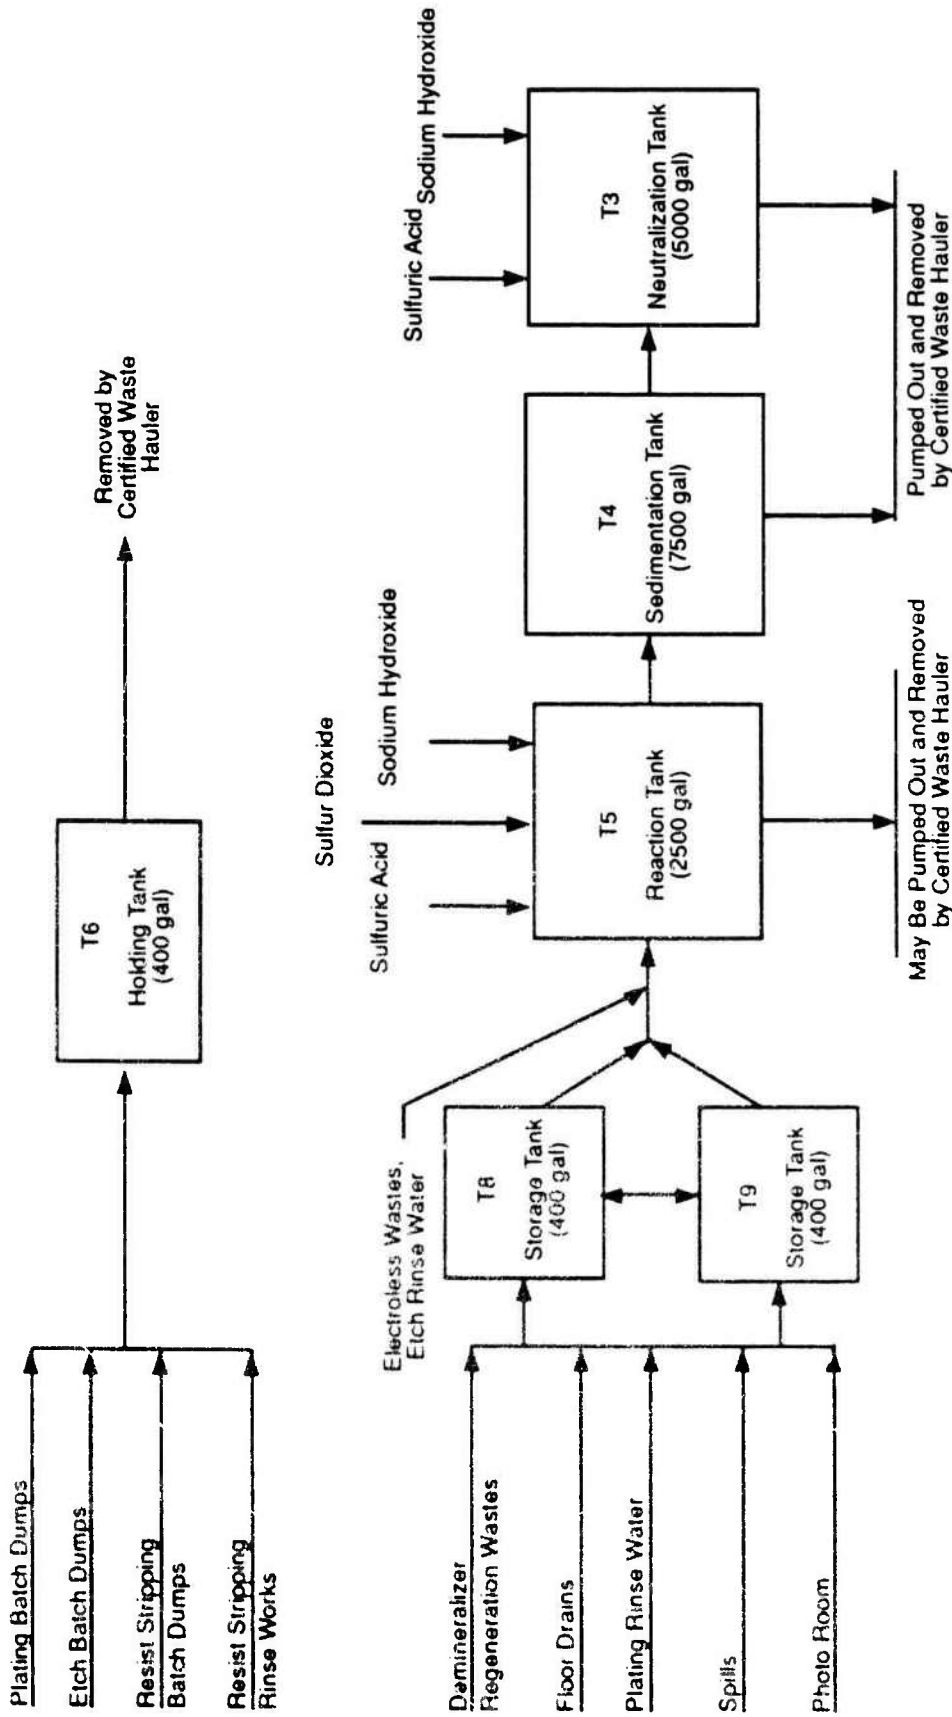 Plating Batch Dumps
Etch Batch Dumps
Resist Stripping
Batch Dumps
Resist Stripping
Rinse Works
T6
Holding Tank
(400 gal)
Removed by
Certified Waste
Hauler
Demineralizer
Regeneration Wastes
Floor Drains
Plating Rinse Water
Spills
Photo Room
Electroless Wastes,
Etch Rinse Water
T8
Storage Tank
(400 gal)
T9
Storage Tank
(400 gal)
Sulfuric Acid
Sulfur Dioxide
Sodium Hydroxide
T5
Reaction Tank
(2500 gal)
May Be Pumped Out and Removed
by Certified Waste Hauler
T4
Sedimentation Tank
(7500 gal)
Sulfuric Acid
Sodium Hydroxide
T3
Neutralization Tank
(5000 gal)
Pumped Out and Removed
by Certified Waste Hauler